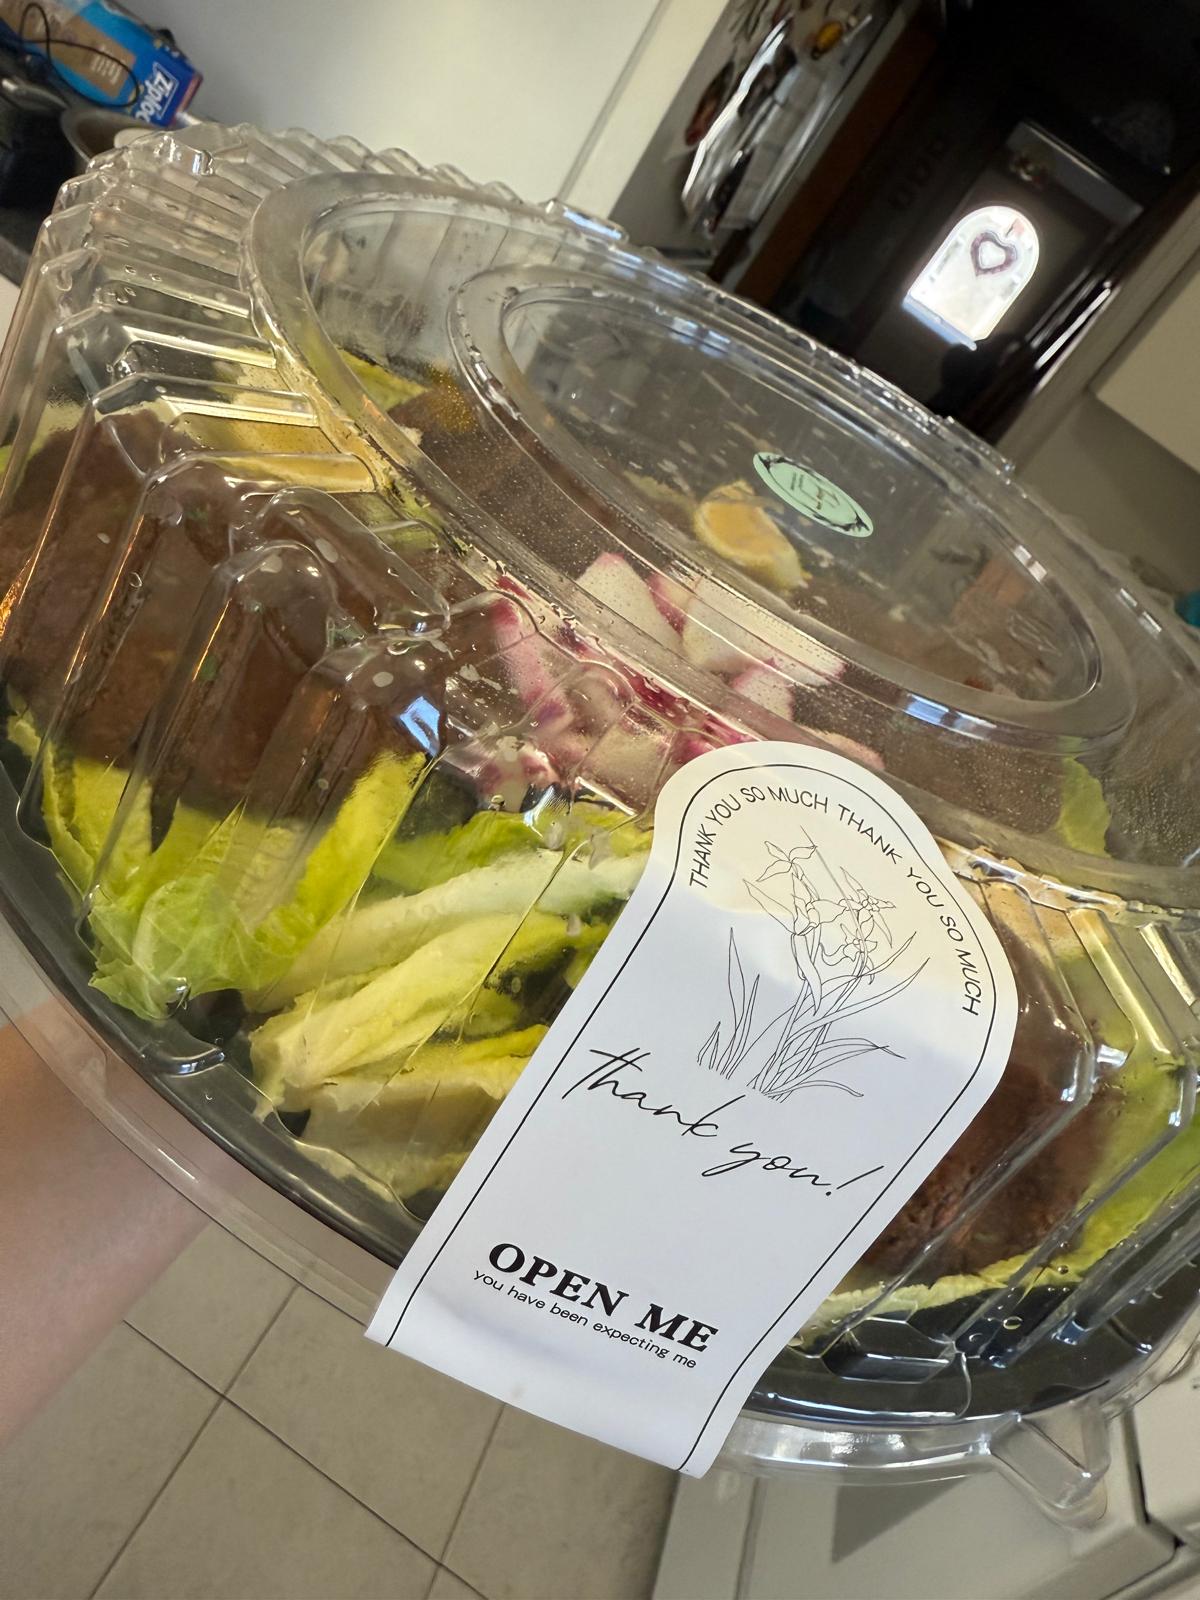 Ziploc
THANK YOU SO MUCH THANK YOU SO MUCH
thank you!
OPEN ME
you have been expecting me